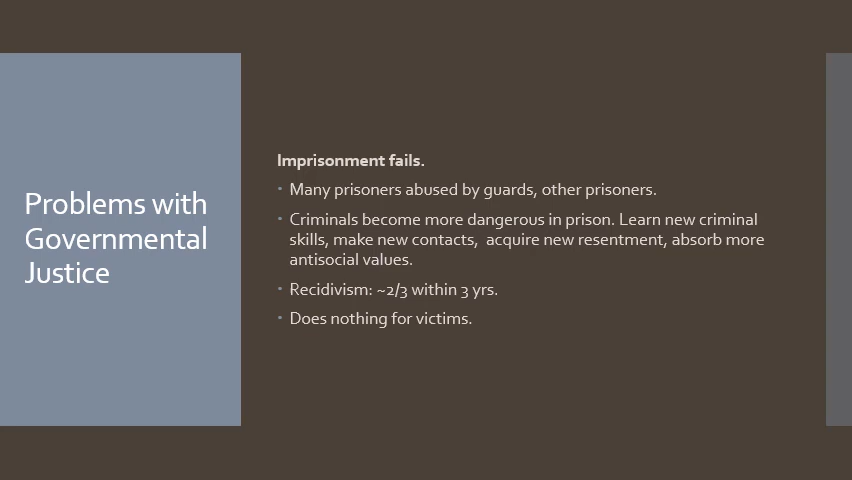 Problems with
Governmental
Justice
Imprisonment fails.
• Many prisoners abused by guards, other prisoners.
• Criminals become more dangerous in prison. Learn new criminal
skills, make new contacts,  acquire new resentment, absorb more
antisocial values.
• Recidivism: ~2/3 within 3 yrs.
• Does nothing for victims.